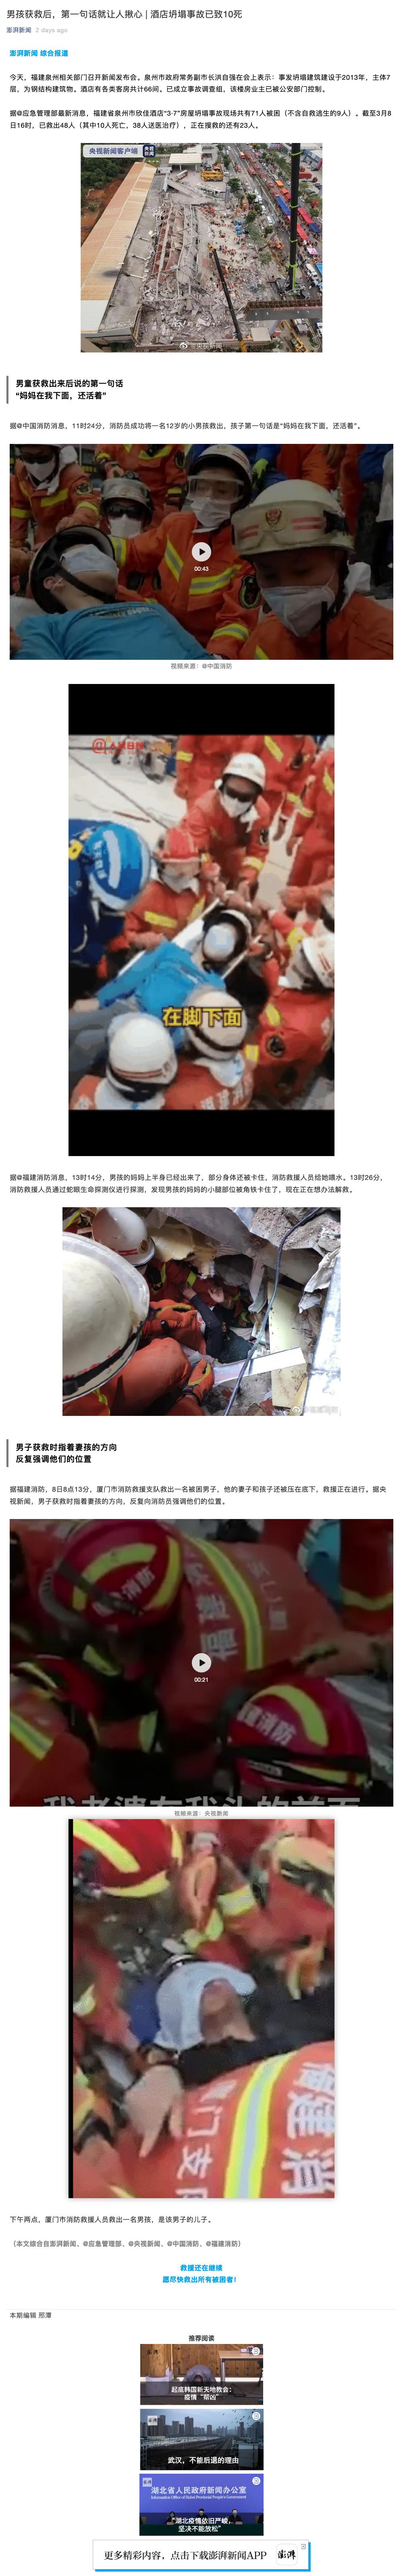 男孩获救后，第一句话就让人揪心 | 酒店坍塌事故已致10死
澎湃新闻 2 days ago
澎湃新闻 综合报道
今天，福建泉州相关部门召开新闻发布会。泉州市政府常务副市长洪自强在会上表示：事发坍塌建筑建设于2013年，主体7
层，为钢结构建筑物。酒店有各类客房共计66间。已成立事故调查组，该楼房业主已被公安部门控制。
据@应急管理部最新消息，福建省泉州市欣佳酒店“3·7”房屋坍塌事故现场共有71人被困（不含自救逃生的9人）。截至3月8
日16时，已救出48人（其中10人死亡，38人送医治疗），正在搜救的还有23人。
央视新闻客户端
@央视新闻
男童获救出来后说的第一句话
“妈妈在我下面，还活着”
据@中国消防消息，11时24分，消防员成功将一名12岁的小男孩救出，孩子第一句话是“妈妈在我下面，还活着”。
00:43
视频来源：@中国消防
在脚下面
据@福建消防消息，13时14分，男孩的妈妈上半身已经出来了，部分身体还被卡住，消防救援人员给她喂水。13时26分，
消防救援人员通过蛇眼生命探测仪进行探测，发现男孩的妈妈的小腿部位被角铁卡住了，现在正在想办法解救。
男子获救时指着妻孩的方向
反复强调他们的位置
据福建消防，8日8点13分，厦门市消防救援支队救出一名被困男子，他的妻子和孩子还被压在底下，救援正在进行。据央
视新闻，男子获救时指着妻孩的方向，反复向消防员强调他们的位置。
00:21
我老婆在我头的前面
视频来源：央视新闻
下午两点，厦门市消防救援人员救出一名男孩，是该男子的儿子。
（本文综合自澎湃新闻、@应急管理部、@央视新闻、@中国消防、@福建消防）
救援还在继续
愿尽快救出所有被困者！
本期编辑 邢潭
推荐阅读
起底韩国新天地教会：
疫情“帮凶”
武汉，不能后退的理由
湖北省人民政府新闻办公室
“湖北疫情依旧严峻
坚决不能放松”
更多精彩内容，点击下载澎湃新闻APP
澎湃